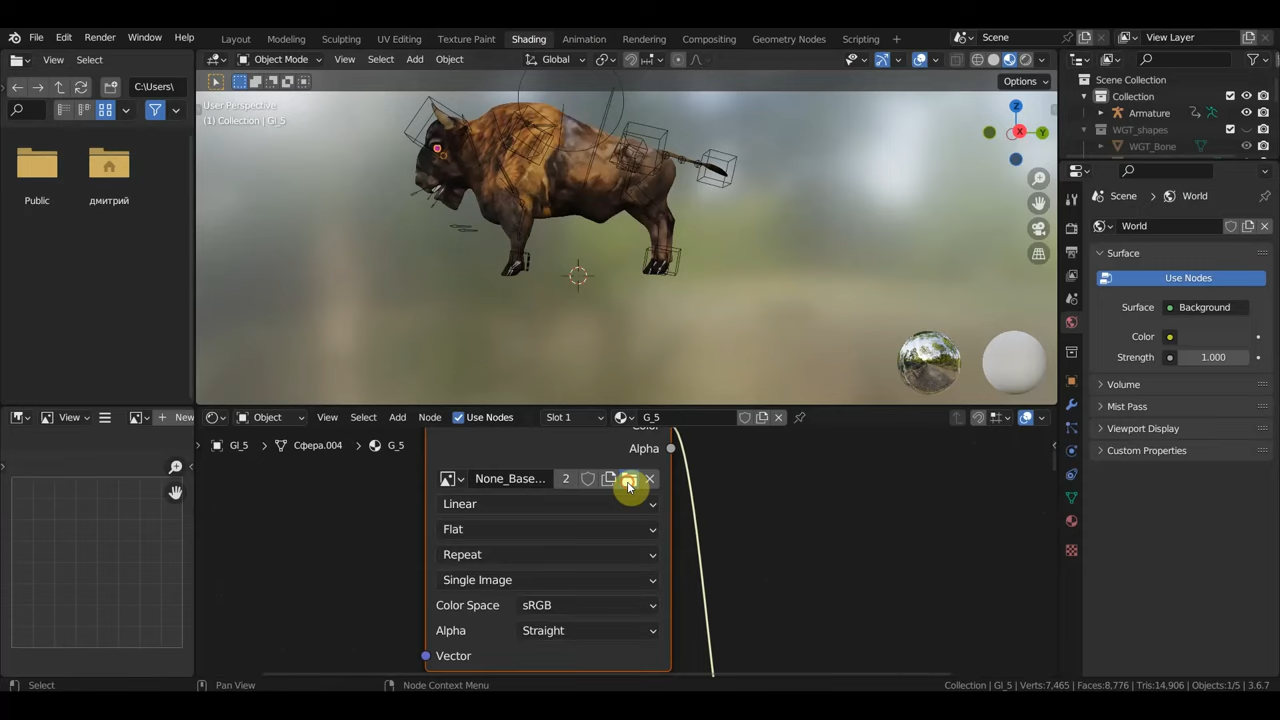 File Edit Render Window Help Layout Modeling Sculpting UV Editing Texture Paint Shading Animation Rendering Compositing Geometry Nodes Scripting Scene View Layer
View Select Object Mode View Select Add Object Global
C:\Users\ Options
User Perspective
(1) Collection | Gl_5
Scene Collection
Collection
Armature
WGT_shapes
WGT_Bone
Public дмитрий
Z
X
Y
Scene World
World
Surface
Use Nodes
Surface Background
Color
Strength 1.000
Volume
Mist Pass
Viewport Display
Custom Properties
View New Object View Select Add Node Use Nodes Slot 1 G_5
Gl_5 Сфера.004 G_5
Color
Alpha
None_Base... 2
Linear
Flat
Repeat
Single Image
Color Space sRGB
Alpha Straight
Vector
Select Pan View Node Context Menu Collection | Gl_5 | Verts:7,465 | Faces:8,776 | Tris:14,906 | Objects:1/5 | 3.6.7